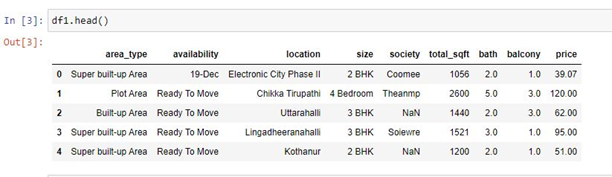 In [3]: df1.head()
Out[3]:
area_type availability location size society total_sqft bath balcony price
0 Super built-up Area 19-Dec Electronic City Phase II 2 BHK Coomee 1056 2.0 1.0 39.07
1 Plot Area Ready To Move Chikka Tirupathi 4 Bedroom Theanmp 2600 5.0 3.0 120.00
2 Built-up Area Ready To Move Uttarahalli 3 BHK NaN 1440 2.0 3.0 62.00
3 Super built-up Area Ready To Move Lingadheeranahalli 3 BHK Soiewre 1521 3.0 1.0 95.00
4 Super built-up Area Ready To Move Kothanur 2 BHK NaN 1200 2.0 1.0 51.00